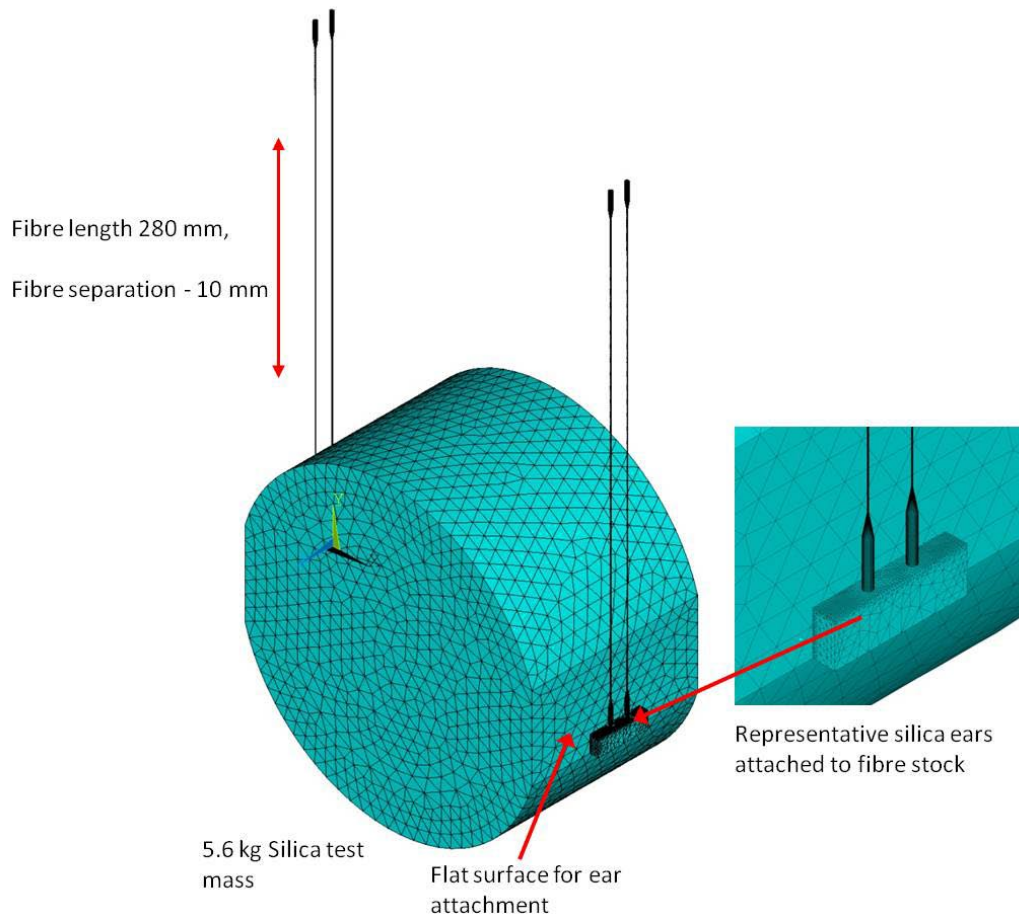 Fibre length 280 mm,
Fibre separation - 10 mm
Y
Representative silica ears
attached to fibre stock
5.6 kg Silica test
mass
Flat surface for ear
attachment